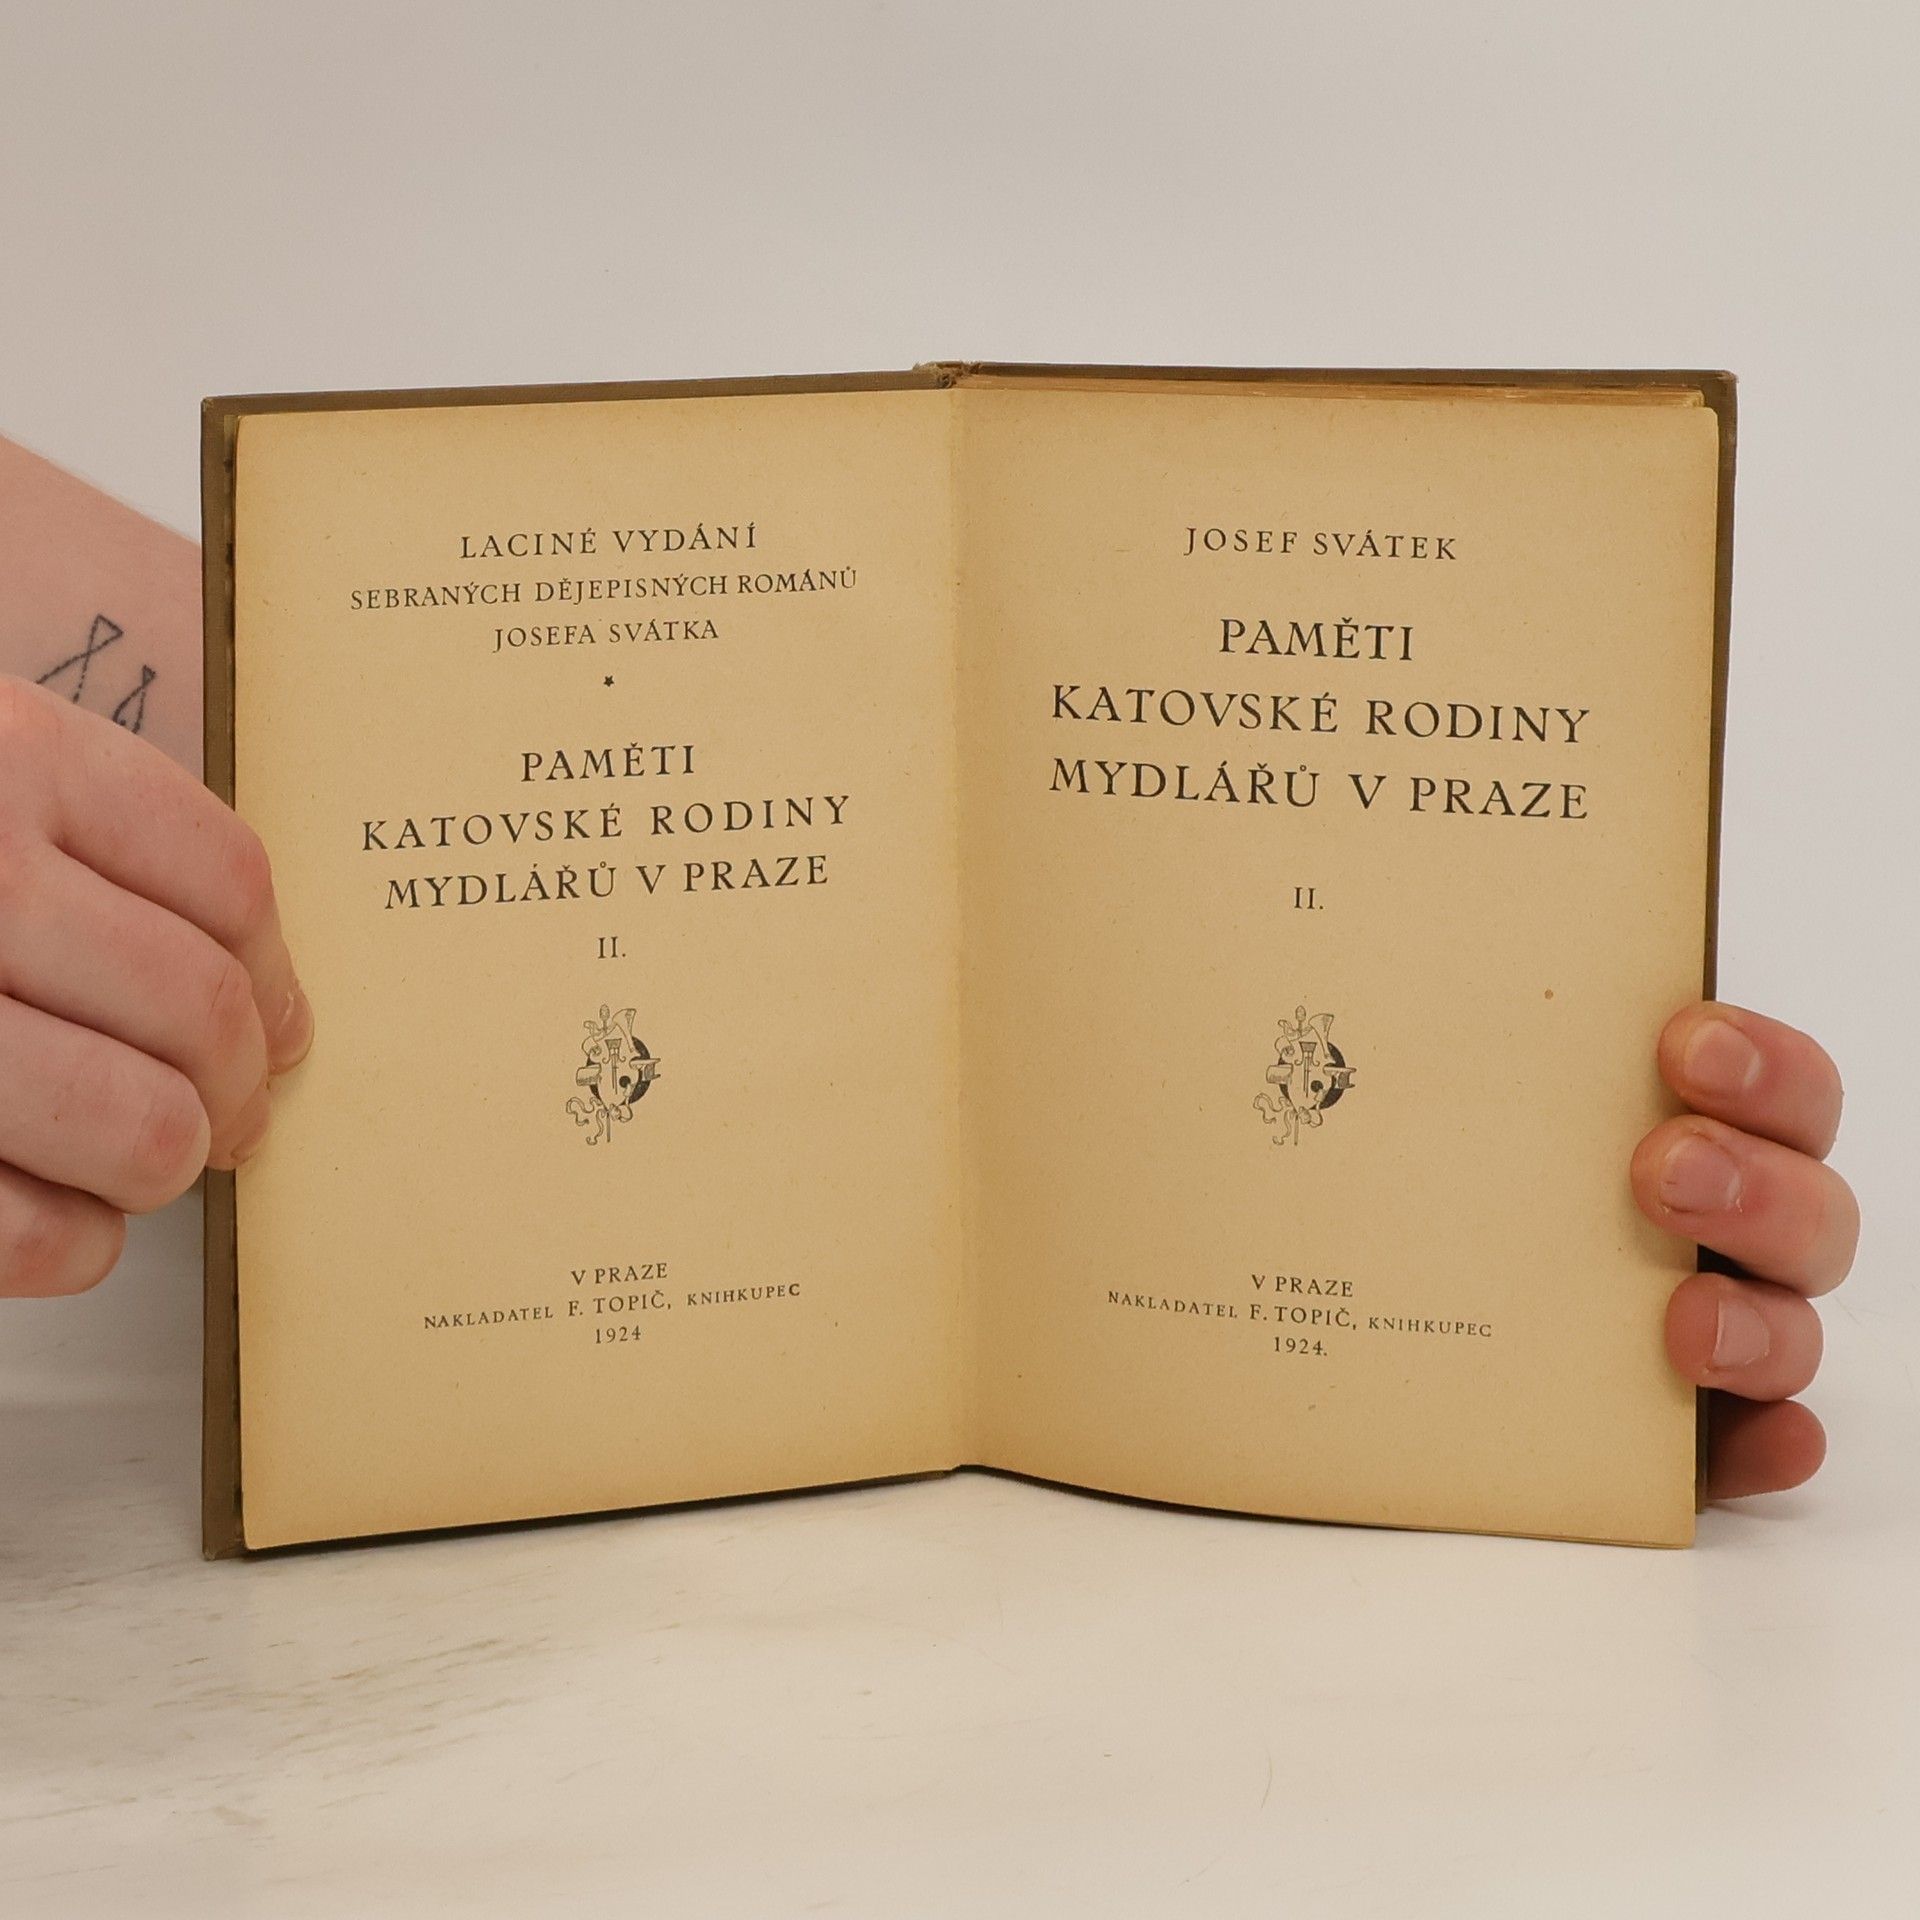 LACINÉ VYDÁNÍ
SEBRANÝCH DĚJEPISNÝCH ROMÁNŮ
JOSEFA SVÁTKA
PAMĚTI
KATOVSKÉ RODINY
MYDLÁŘŮ V PRAZE
II.
V PRAZE
NAKLADATEL F. TOPIČ, KNIHKUPEC
1924
JOSEF SVÁTEK
PAMĚTI
KATOVSKÉ RODINY
MYDLÁŘŮ V PRAZE
II.
V PRAZE
NAKLADATEL F. TOPIČ, KNIHKUPEC
1924.